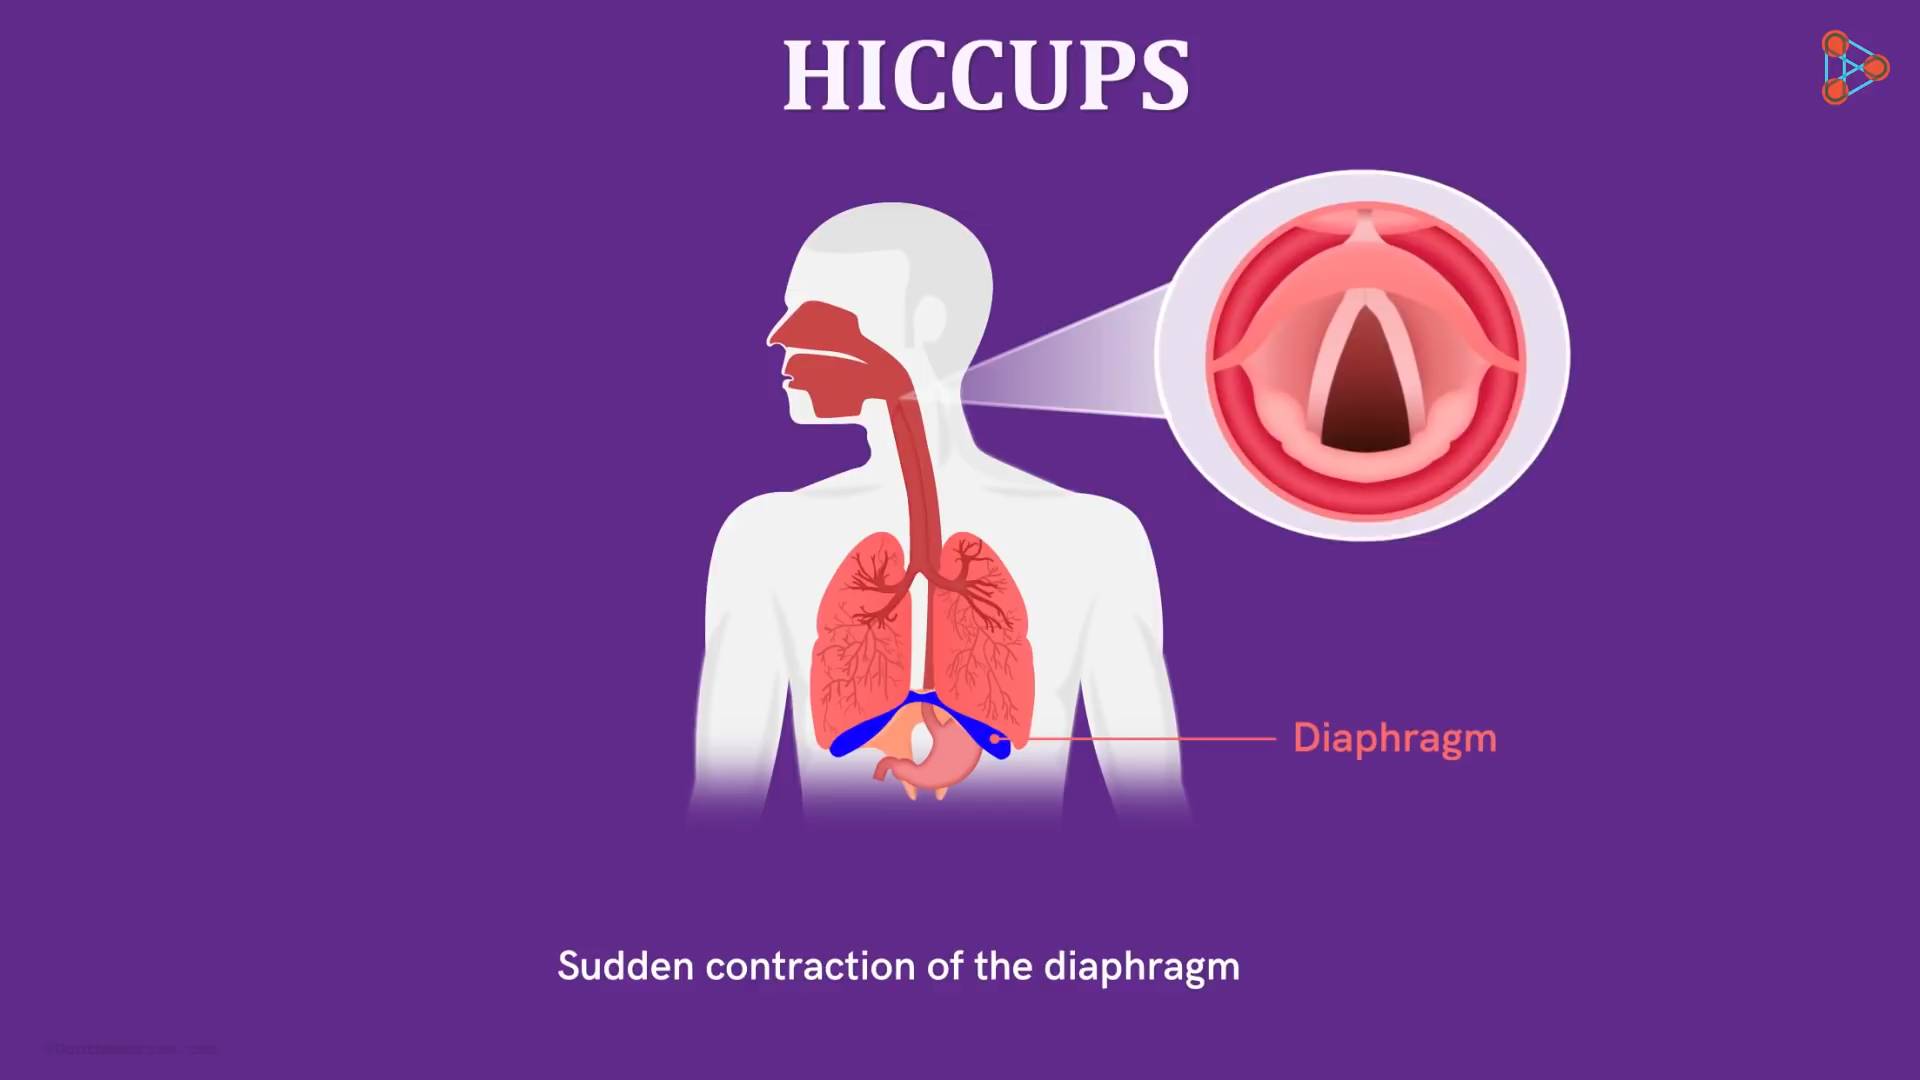 HICCUPS
Diaphragm
Sudden contraction of the diaphragm